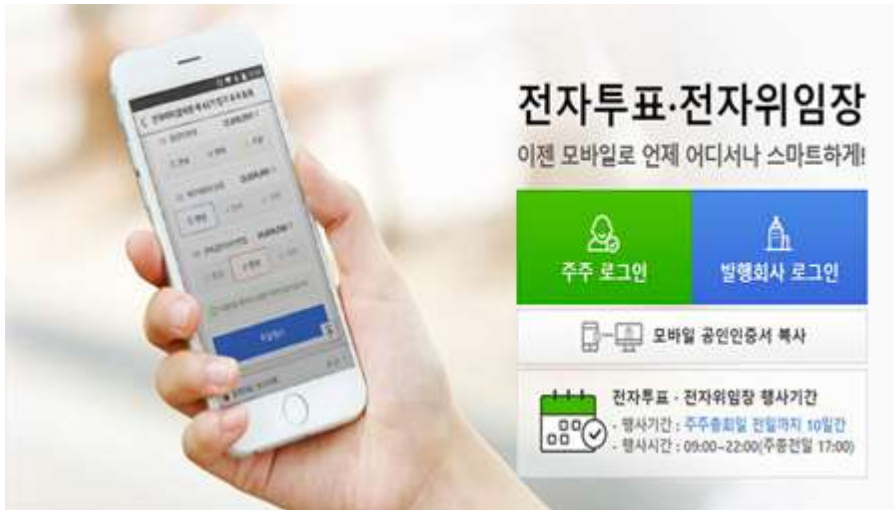 전자투표·전자위임장
이젠 모바일로 언제 어디서나 스마트하게!
주주 로그인
발행회사 로그인
모바일 공인인증서 복사
전자투표 · 전자위임장 행사기간
- 행사기간 : 주주총회일 전일까지 10일간
- 행사시간 : 09:00~22:00(주총전일 17:00)